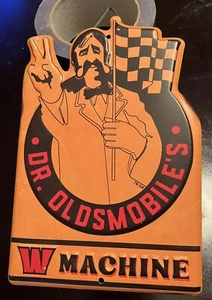 • DR. OLDSMOBILE'S •
W MACHINE